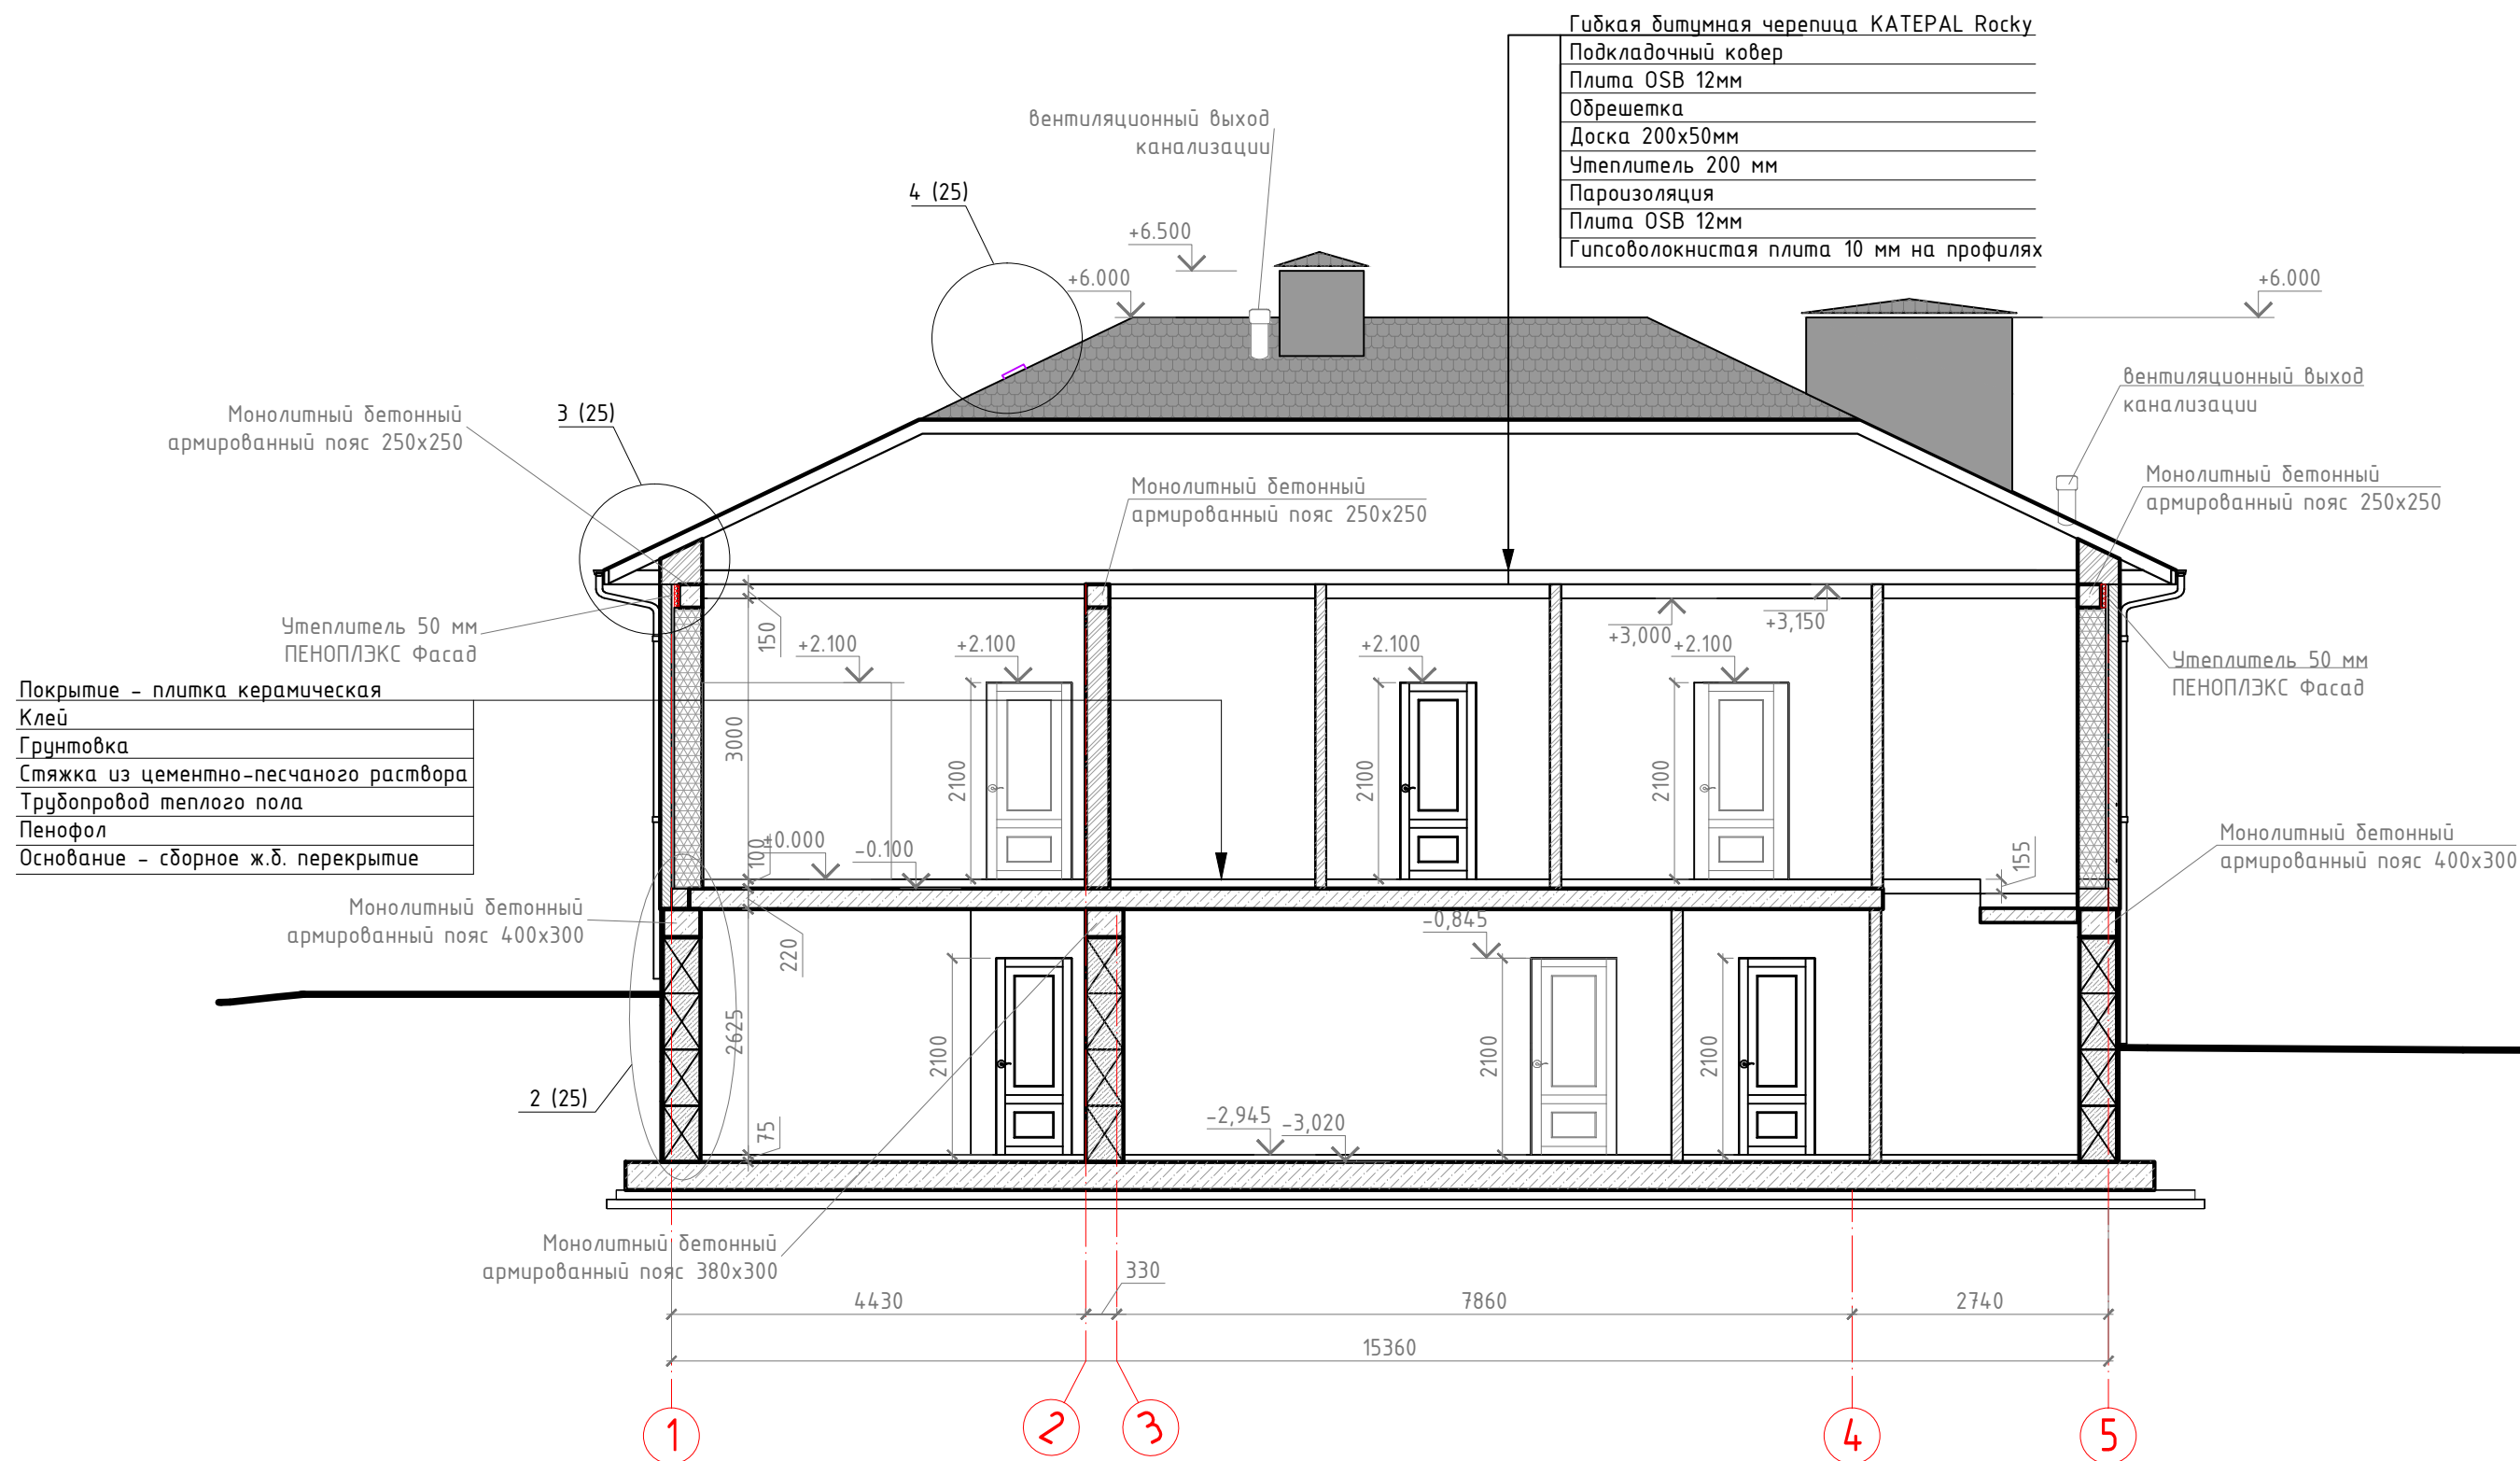 Гибкая битумная черепица KATEPAL Rocky
Подкладочный ковер
Плита OSB 12мм
Обрешетка
Доска 200х50мм
Утеплитель 200 мм
Пароизоляция
Плита OSB 12мм
Гипсоволокнистая плита 10 мм на профилях
вентиляционный выход
канализации
4 (25)
+6.500
+6.000
+6.000
вентиляционный выход
канализации
Монолитный бетонный
армированный пояс 250х250
3 (25)
Монолитный бетонный
армированный пояс 250х250
Монолитный бетонный
армированный пояс 250х250
Утеплитель 50 мм
ПЕНОПЛЭКС Фасад
150
+2.100
+2.100
+2.100
+3,000
+2.100
+3,150
Утеплитель 50 мм
ПЕНОПЛЭКС Фасад
Покрытие - плитка керамическая
Клей
Грунтовка
Стяжка из цементно-песчаного раствора
Трубопровод теплого пола
Пенофол
Основание - сборное ж.б. перекрытие
3000
2100
2100
2100
100
+0.000
-0.100
155
Монолитный бетонный
армированный пояс 400х300
Монолитный бетонный
армированный пояс 400х300
220
-0,845
2625
2100
2100
2100
2 (25)
75
-2,945
-3,020
Монолитный бетонный
армированный пояс 380х300
330
4430
7860
2740
15360
1
2
3
4
5